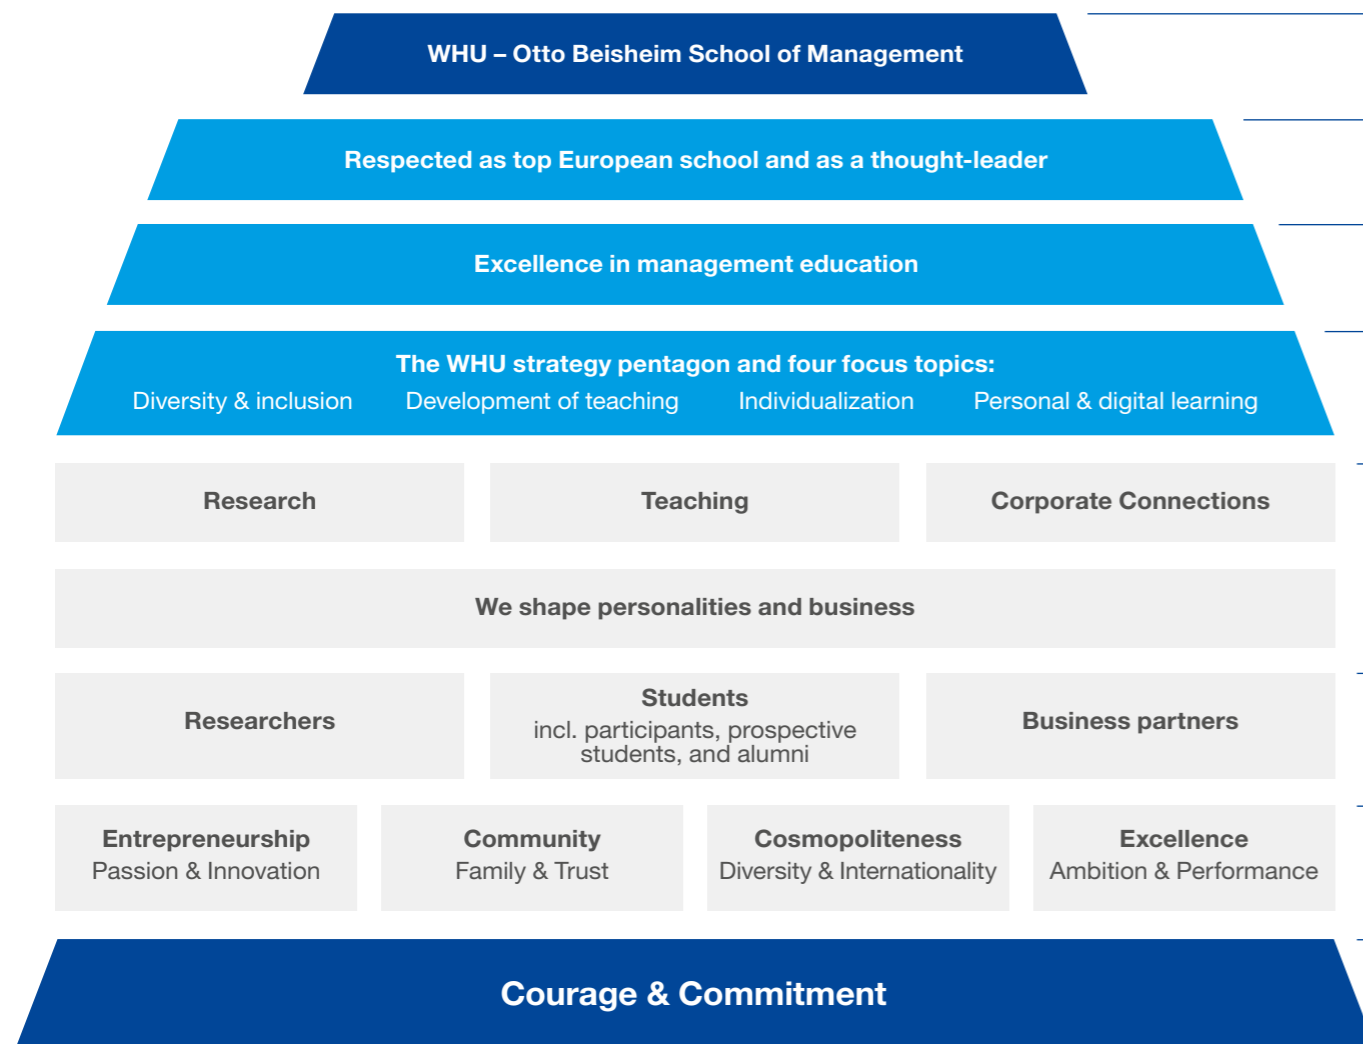 WHU – Otto Beisheim School of Management
Respected as top European school and as a thought-leader
Excellence in management education
The WHU strategy pentagon and four focus topics:
Diversity & inclusion Development of teaching Individualization Personal & digital learning
Research Teaching Corporate Connections
We shape personalities and business
Researchers
Students
incl. participants, prospective
students, and alumni
Business partners
Entrepreneurship
Passion & Innovation
Community
Family & Trust
Cosmopoliteness
Diversity & Internationality
Excellence
Ambition & Performance
Courage & Commitment